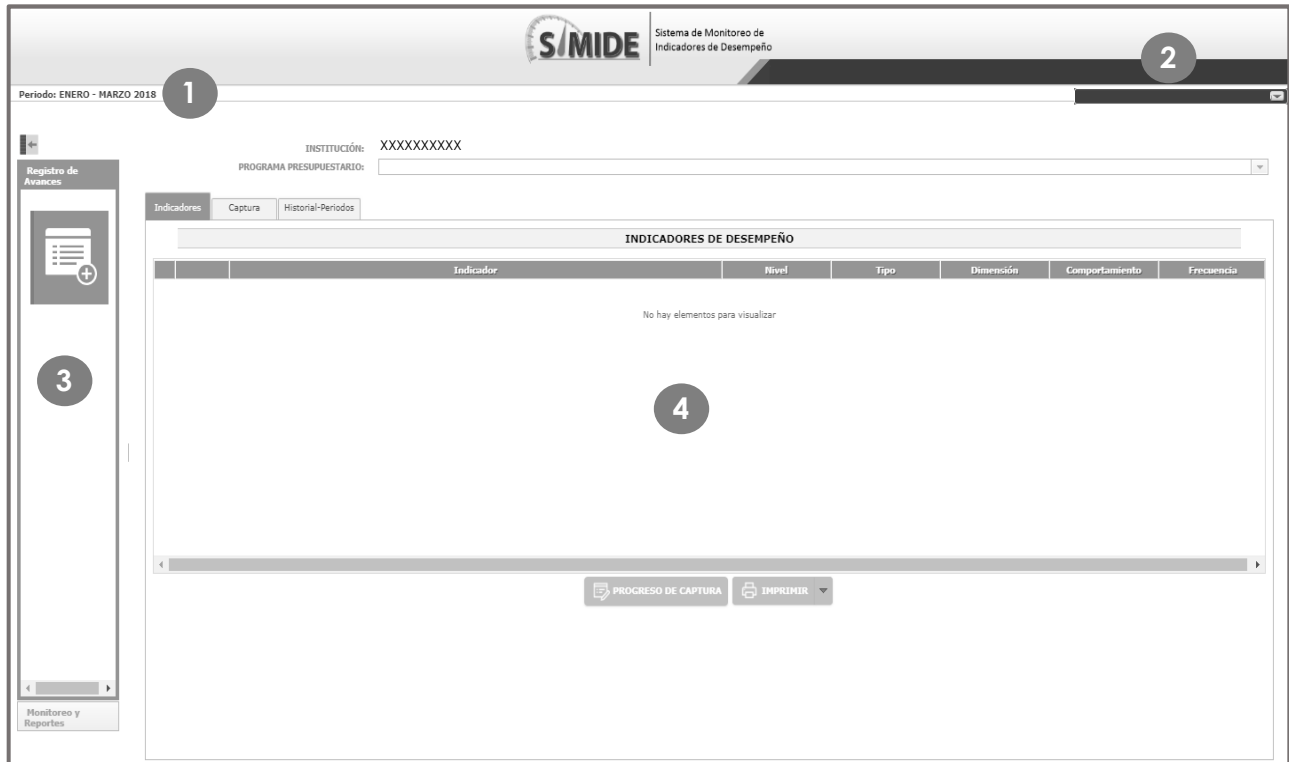 SIMIDE
Sistema de Monitoreo de
Indicadores de Desempeño
2
Periodo: ENERO - MARZO 2018
1
INSTITUCIÓN: XXXXXXXXXX
PROGRAMA PRESUPUESTARIO:
Registro de
Avances
Indicadores Captura Historial-Periodos
INDICADORES DE DESEMPEÑO
Indicador Nivel Tipo Dimensión Comportamiento Frecuencia
No hay elementos para visualizar
3
4
PROGRESO DE CAPTURA IMPRIMIR
Monitoreo y
Reportes